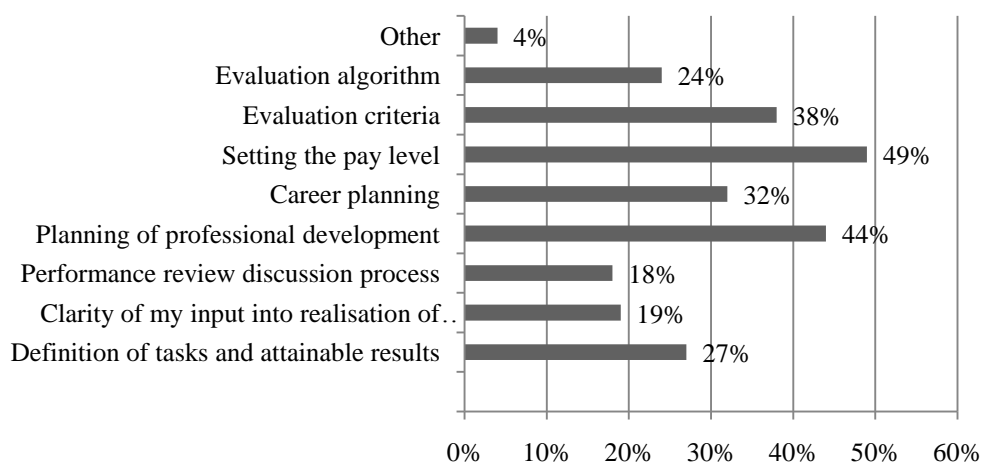 Other 4%
Evaluation algorithm 24%
Evaluation criteria 38%
Setting the pay level 49%
Career planning 32%
Planning of professional development 44%
Performance review discussion process 18%
Clarity of my input into realisation of.. 19%
Definition of tasks and attainable results 27%
0% 10% 20% 30% 40% 50% 60%